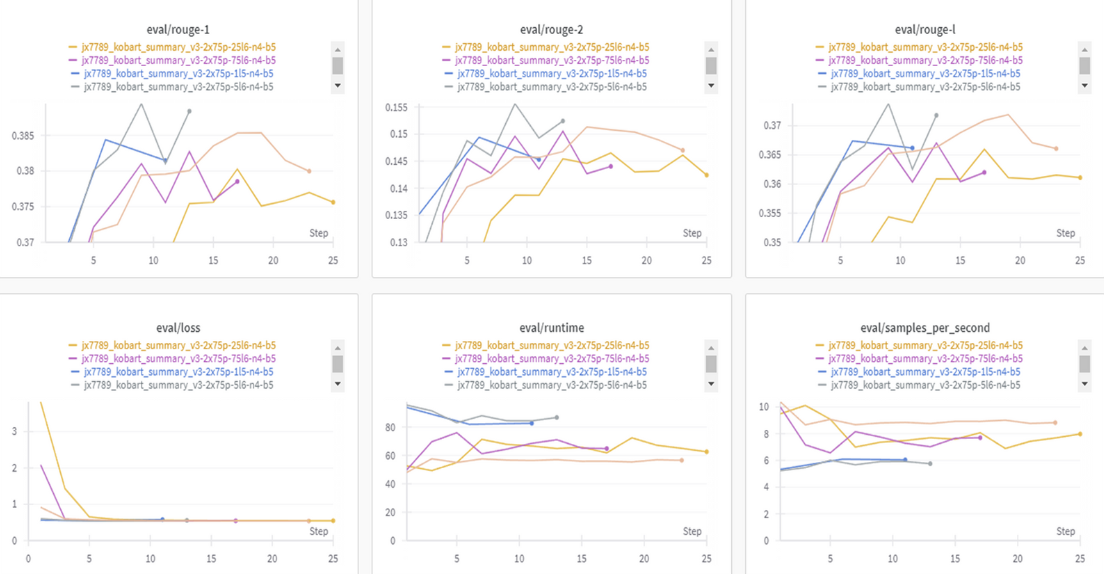 eval/rouge-1
jx7789_kobart_summary_v3-2x75p-25l6-n4-b5
jx7789_kobart_summary_v3-2x75p-75l6-n4-b5
jx7789_kobart_summary_v3-2x75p-1l5-n4-b5
jx7789_kobart_summary_v3-2x75p-5l6-n4-b5
0.385
0.38
0.375
0.37
Step
5 10 15 20 25
eval/rouge-2
jx7789_kobart_summary_v3-2x75p-25l6-n4-b5
jx7789_kobart_summary_v3-2x75p-75l6-n4-b5
jx7789_kobart_summary_v3-2x75p-1l5-n4-b5
jx7789_kobart_summary_v3-2x75p-5l6-n4-b5
0.155
0.15
0.145
0.14
0.135
0.13
Step
5 10 15 20 25
eval/rouge-l
jx7789_kobart_summary_v3-2x75p-25l6-n4-b5
jx7789_kobart_summary_v3-2x75p-75l6-n4-b5
jx7789_kobart_summary_v3-2x75p-1l5-n4-b5
jx7789_kobart_summary_v3-2x75p-5l6-n4-b5
0.37
0.365
0.36
0.355
0.35
Step
5 10 15 20 25
eval/loss
jx7789_kobart_summary_v3-2x75p-25l6-n4-b5
jx7789_kobart_summary_v3-2x75p-75l6-n4-b5
jx7789_kobart_summary_v3-2x75p-1l5-n4-b5
jx7789_kobart_summary_v3-2x75p-5l6-n4-b5
3
2
1
0
Step
0 5 10 15 20 25
eval/runtime
jx7789_kobart_summary_v3-2x75p-25l6-n4-b5
jx7789_kobart_summary_v3-2x75p-75l6-n4-b5
jx7789_kobart_summary_v3-2x75p-1l5-n4-b5
jx7789_kobart_summary_v3-2x75p-5l6-n4-b5
80
60
40
20
0
Step
5 10 15 20 25
eval/samples_per_second
jx7789_kobart_summary_v3-2x75p-25l6-n4-b5
jx7789_kobart_summary_v3-2x75p-75l6-n4-b5
jx7789_kobart_summary_v3-2x75p-1l5-n4-b5
jx7789_kobart_summary_v3-2x75p-5l6-n4-b5
10
8
6
4
2
0
Step
5 10 15 20 25